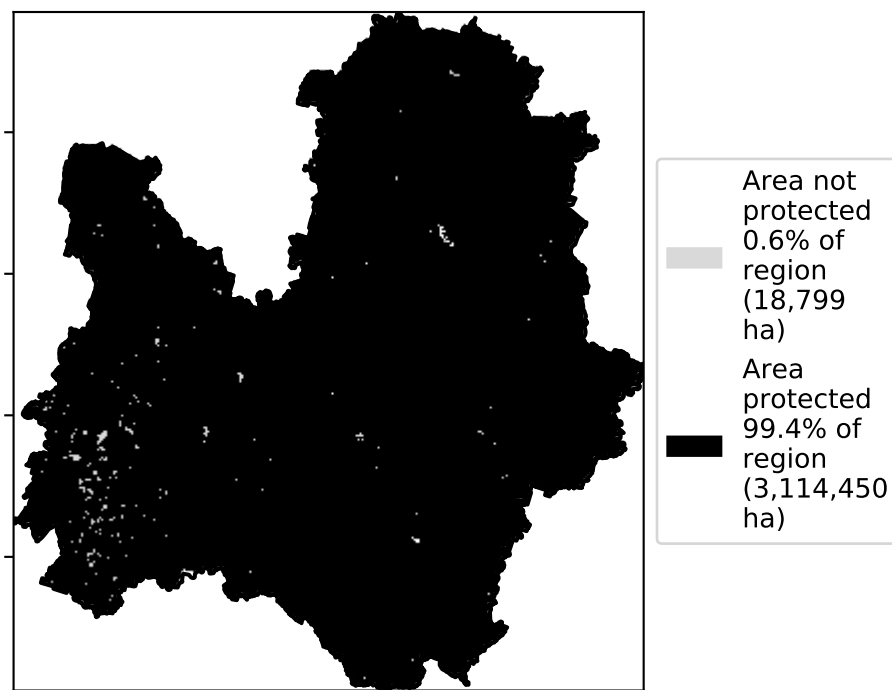 Area not
protected
0.6% of
region
(18,799
ha)
Area
protected
99.4% of
region
(3,114,450
ha)